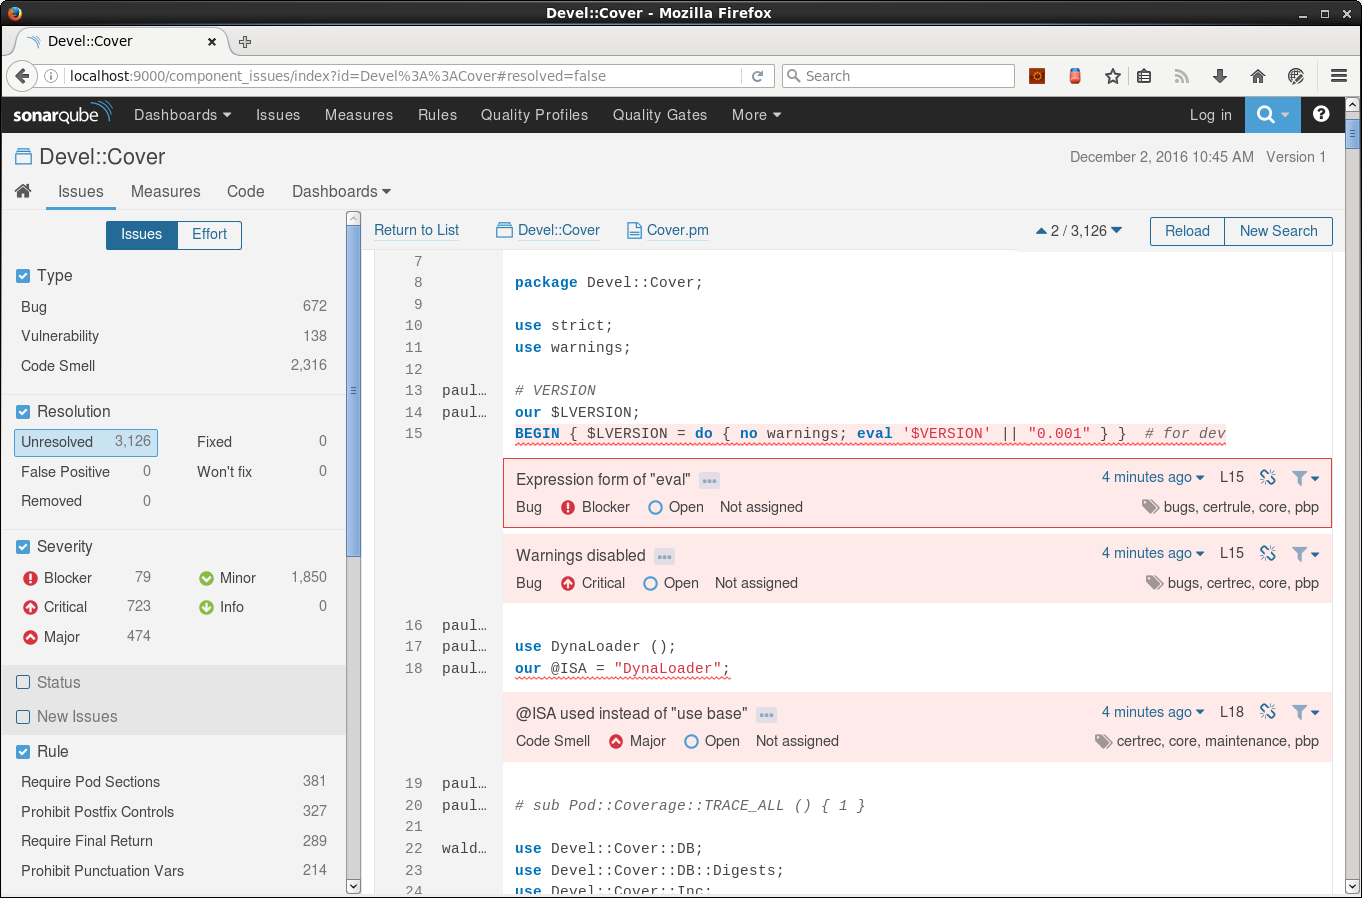 Devel::Cover - Mozilla Firefox
Devel::Cover
localhost:9000/component_issues/index?id=Devel%3A%3ACover#resolved=false
Search
sonarqube Dashboards Issues Measures Rules Quality Profiles Quality Gates More Log in
Devel::Cover
December 2, 2016 10:45 AM Version 1
Issues Measures Code Dashboards
Issues Effort
Type
Bug 672
Vulnerability 138
Code Smell 2,316
Resolution
Unresolved 3,126 Fixed 0
False Positive 0 Won't fix 0
Removed 0
Severity
Blocker 79 Minor 1,850
Critical 723 Info 0
Major 474
Status
New Issues
Rule
Require Pod Sections 381
Prohibit Postfix Controls 327
Require Final Return 289
Prohibit Punctuation Vars 214
Return to List Devel::Cover Cover.pm 2 / 3,126 Reload New Search
7
8 package Devel::Cover;
9
10 use strict;
11 use warnings;
12
13 paul… # VERSION
14 paul… our $LVERSION;
15 BEGIN { $LVERSION = do { no warnings; eval '$VERSION' || "0.001" } } # for dev
Expression form of "eval" ••• 4 minutes ago L15
Bug Blocker Open Not assigned bugs, certrule, core, pbp
Warnings disabled ••• 4 minutes ago L15
Bug Critical Open Not assigned bugs, certrec, core, pbp
16 paul…
17 paul… use DynaLoader ();
18 paul… our @ISA = "DynaLoader";
@ISA used instead of "use base" ••• 4 minutes ago L18
Code Smell Major Open Not assigned certrec, core, maintenance, pbp
19 paul…
20 paul… # sub Pod::Coverage::TRACE_ALL () { 1 }
21
22 wald… use Devel::Cover::DB;
23 use Devel::Cover::DB::Digests;
24 use Devel::Cover::Inc;